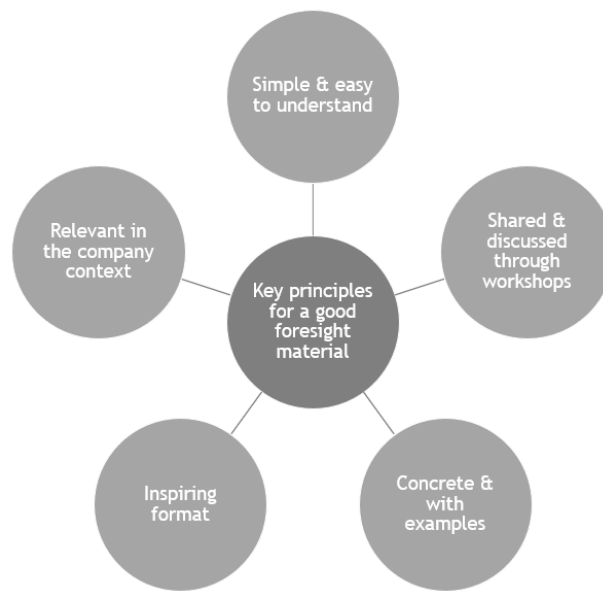 Simple & easy
to understand
Shared &
discussed
through
workshops
Concrete &
with
examples
Inspiring
format
Relevant in
the company
context
Key principles
for a good
foresight
material